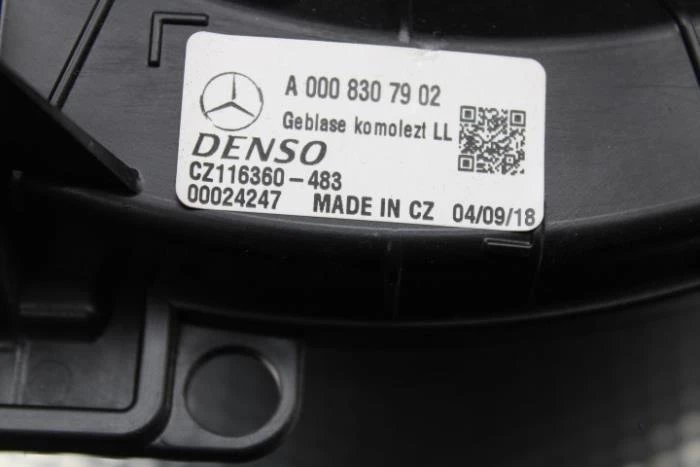 A 000 830 79 02
Geblase komolezt LL
DENSO
CZ116360-483
00024247 MADE IN CZ 04/09/18